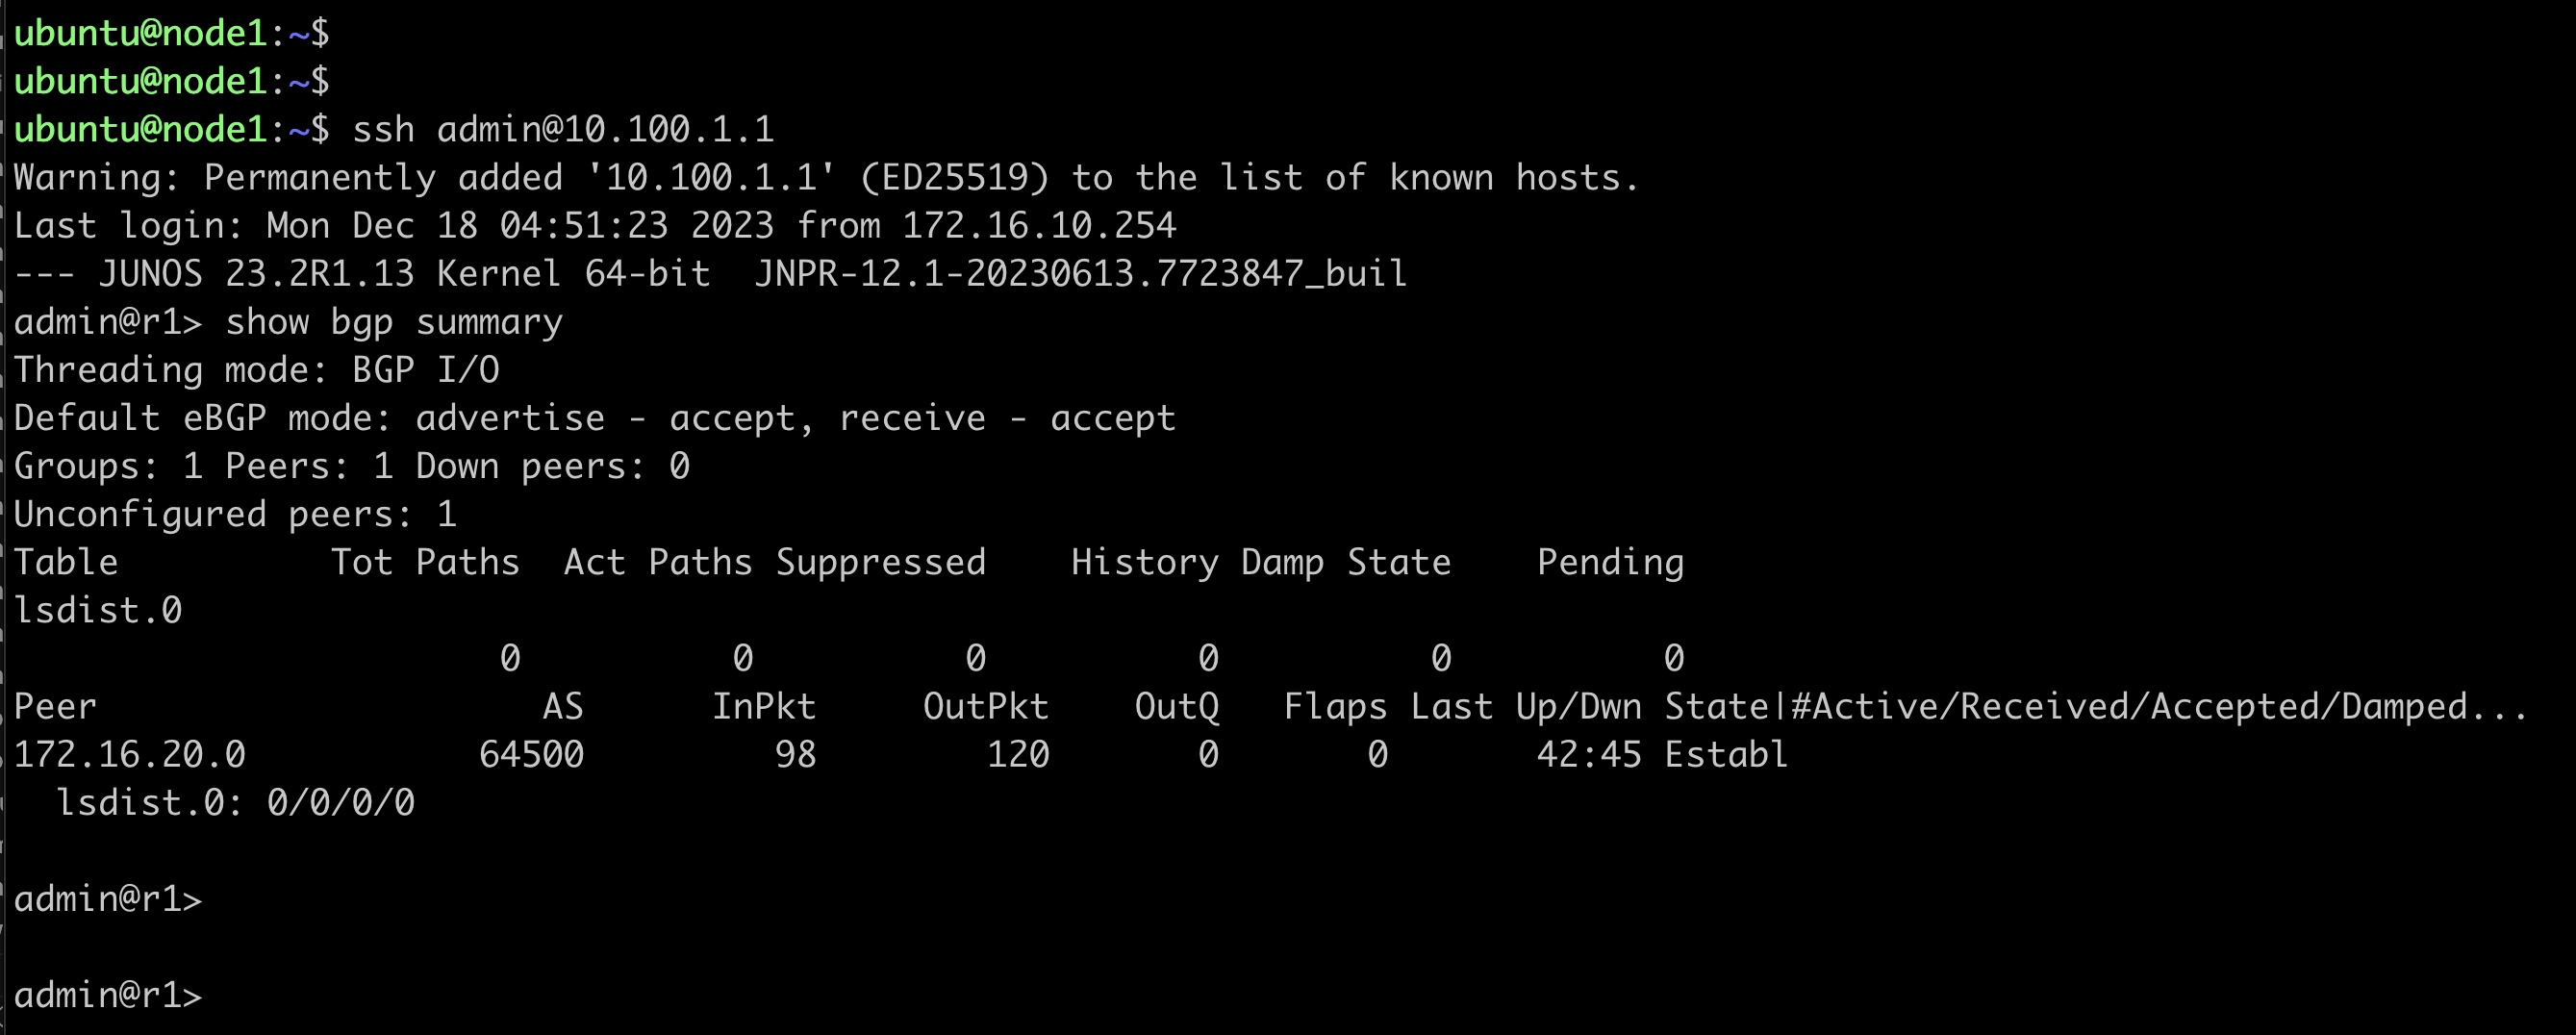 ubuntu@node1:~$
ubuntu@node1:~$
ubuntu@node1:~$ ssh admin@10.100.1.1
Warning: Permanently added '10.100.1.1' (ED25519) to the list of known hosts.
Last login: Mon Dec 18 04:51:23 2023 from 172.16.10.254
--- JUNOS 23.2R1.13 Kernel 64-bit  JNPR-12.1-20230613.7723847_buil
admin@r1> show bgp summary
Threading mode: BGP I/O
Default eBGP mode: advertise - accept, receive - accept
Groups: 1 Peers: 1 Down peers: 0
Unconfigured peers: 1
Table          Tot Paths  Act Paths Suppressed    History Damp State    Pending
lsdist.0
                       0          0          0          0          0          0
Peer                     AS      InPkt     OutPkt    OutQ   Flaps Last Up/Dwn State|#Active/Received/Accepted/Damped...
172.16.20.0           64500         98        120       0       0       42:45 Establ
  lsdist.0: 0/0/0/0
admin@r1>
admin@r1>